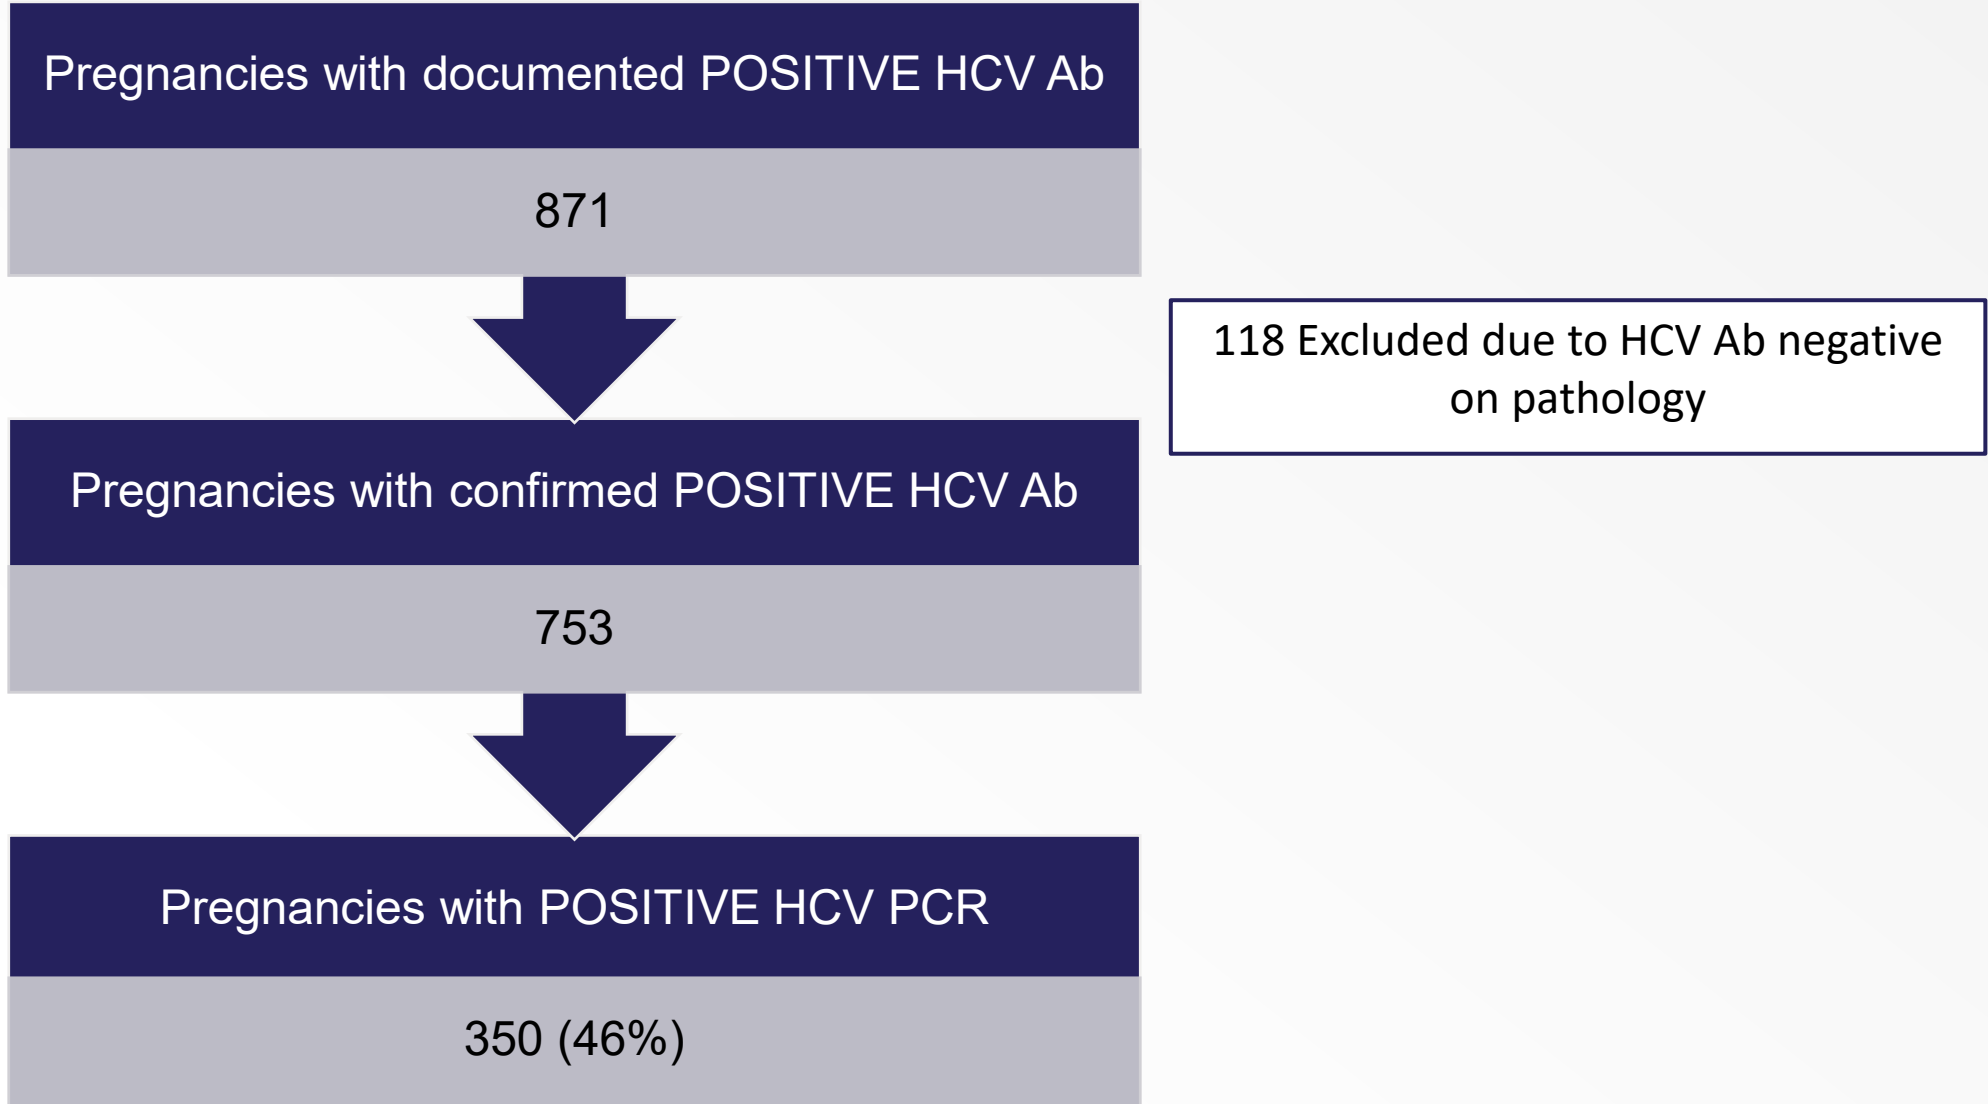 Pregnancies with documented POSITIVE HCV Ab
871
118 Excluded due to HCV Ab negative
on pathology
Pregnancies with confirmed POSITIVE HCV Ab
753
Pregnancies with POSITIVE HCV PCR
350 (46%)